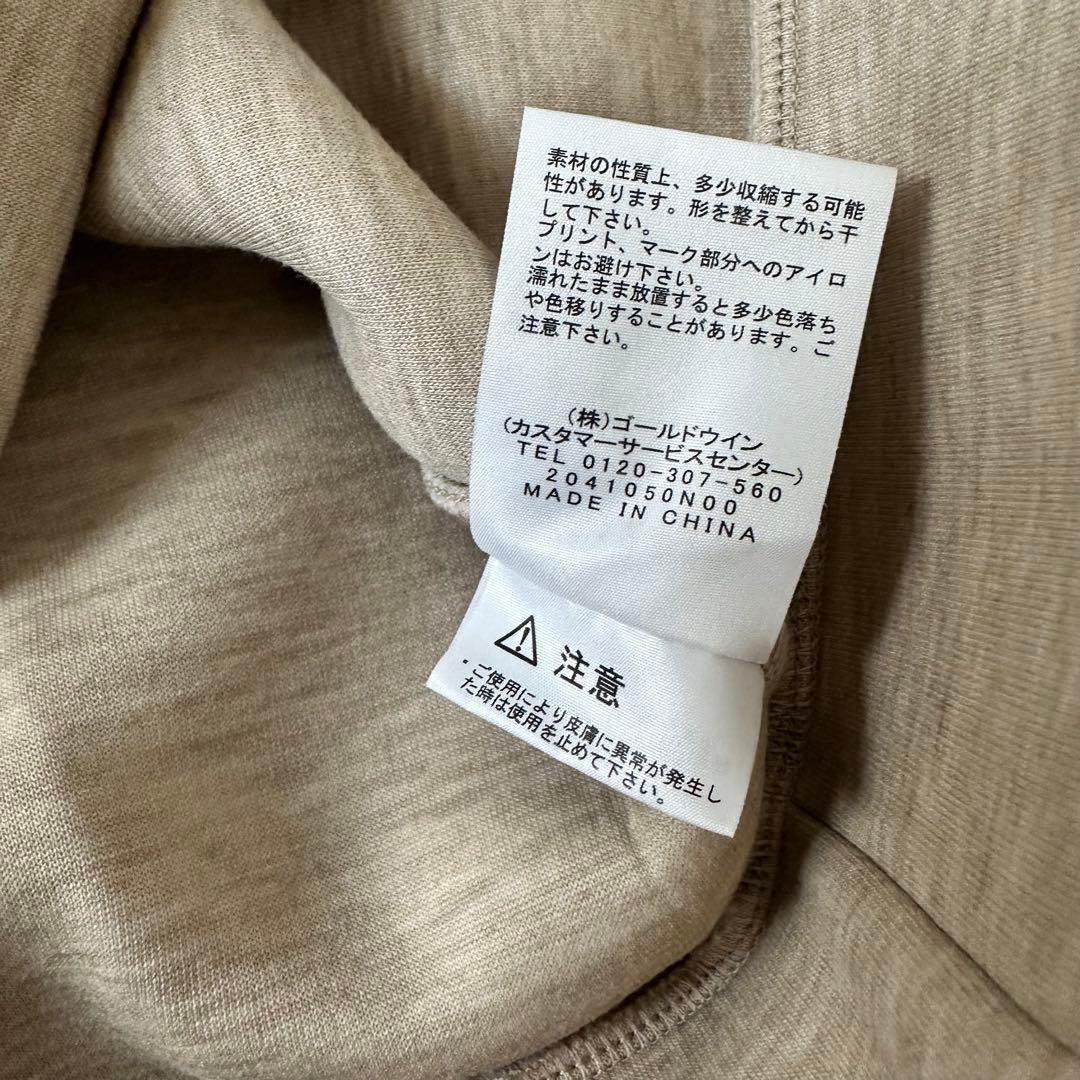 素材の性質上、多少収縮する可能
性があります。形を整えてから干
して下さい。
プリント、マーク部分へのアイロ
ンはお避け下さい。
濡れたまま放置すると多少色落ち
や色移りすることがあります。ご
注意下さい。
(株)ゴールドウイン
(カスタマーサービスセンター)
TEL 0120-307-560
2041050N00
MADE IN CHINA
注意
・ご使用により皮膚に異常が発生し
た時は使用を止めて下さい。